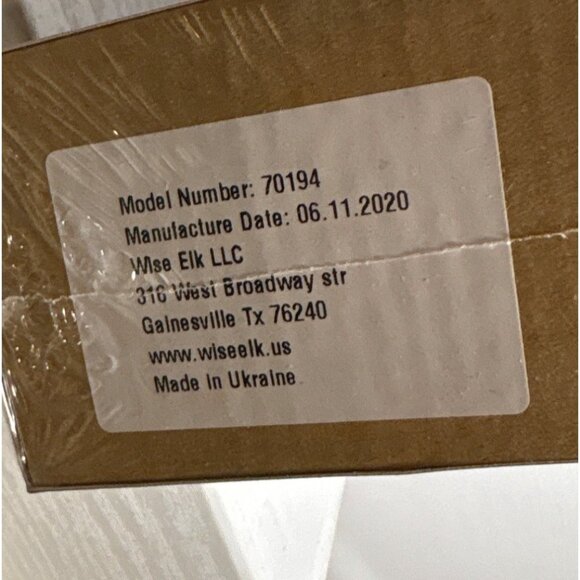 Model Number: 70194
Manufacture Date: 06.11.2020
Wise Elk LLC
316 West Broadway str
Gainesville Tx 76240
www.wiseelk.us
Made in Ukraine